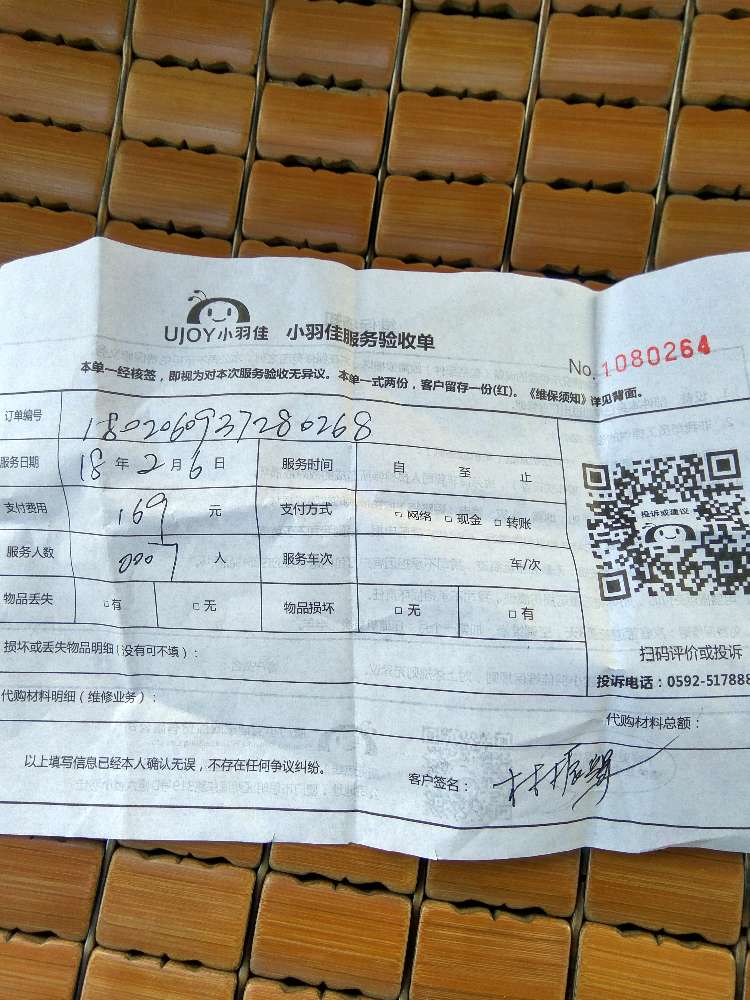 UJOY小羽佳 小羽佳服务验收单
No.1080264
本单一经核签，即视为对本次服务验收无异议。本单一式两份，客户留存一份(红)。《维保须知》详见背面。
订单编号 1802060937280268
服务日期 18 年 2 月 6 日 服务时间 自 至 止
支付费用 169 元 支付方式 □网络 □现金 □转账
投诉或建议
服务人数 人 服务车次 车/次
物品丢失 □有 □无 物品损坏 □无 □有
损坏或丢失物品明细(没有可不填)：
扫码评价或投诉
投诉电话：0592-517888
代购材料明细(维修业务)：
代购材料总额：
以上填写信息已经本人确认无误，不存在任何争议纠纷。
客户签名：